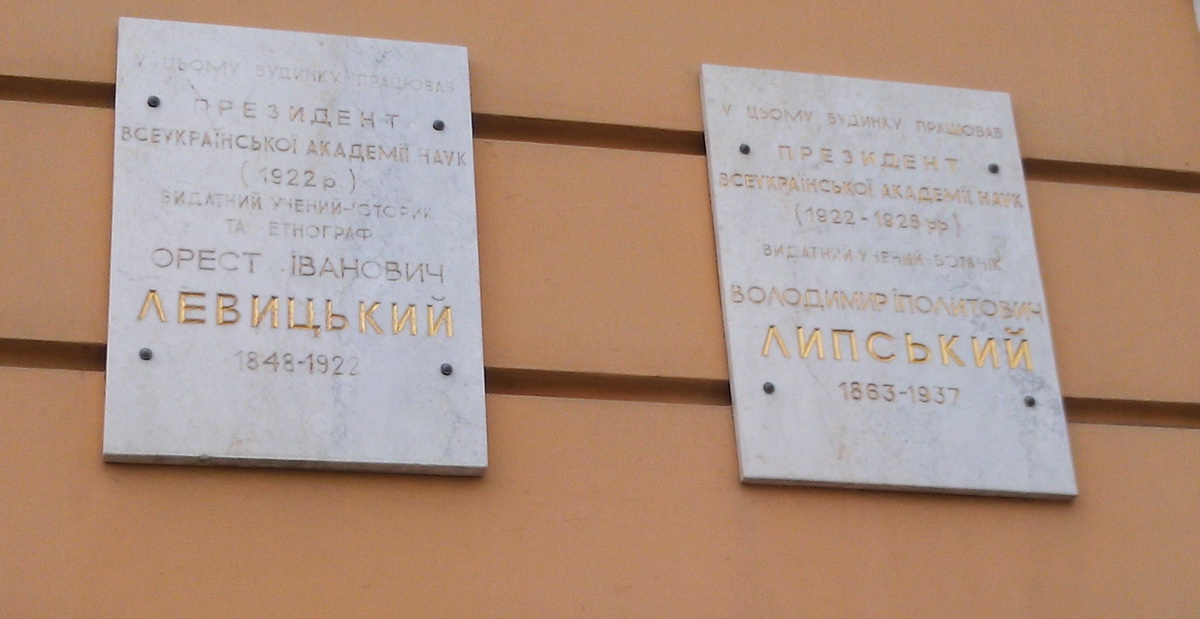 У ЦЬОМУ БУДИНКУ ПРАЦЮВАВ
ПРЕЗИДЕНТ
ВСЕУКРАЇНСЬКОЇ АКАДЕМІЇ НАУК
(1922 р.)
ВИДАТНИЙ УЧЕНИЙ-ІСТОРИК
ТА ЕТНОГРАФ
ОРЕСТ ІВАНОВИЧ
ЛЕВИЦЬКИЙ
1848-1922
У ЦЬОМУ БУДИНКУ ПРАЦЮВАВ
ПРЕЗИДЕНТ
ВСЕУКРАЇНСЬКОЇ АКАДЕМІЇ НАУК
(1922-1928 рр.)
ВИДАТНИЙ УЧЕНИЙ-БОТАНІК
ВОЛОДИМИР ІПОЛИТОВИЧ
ЛИПСЬКИЙ
1863-1937